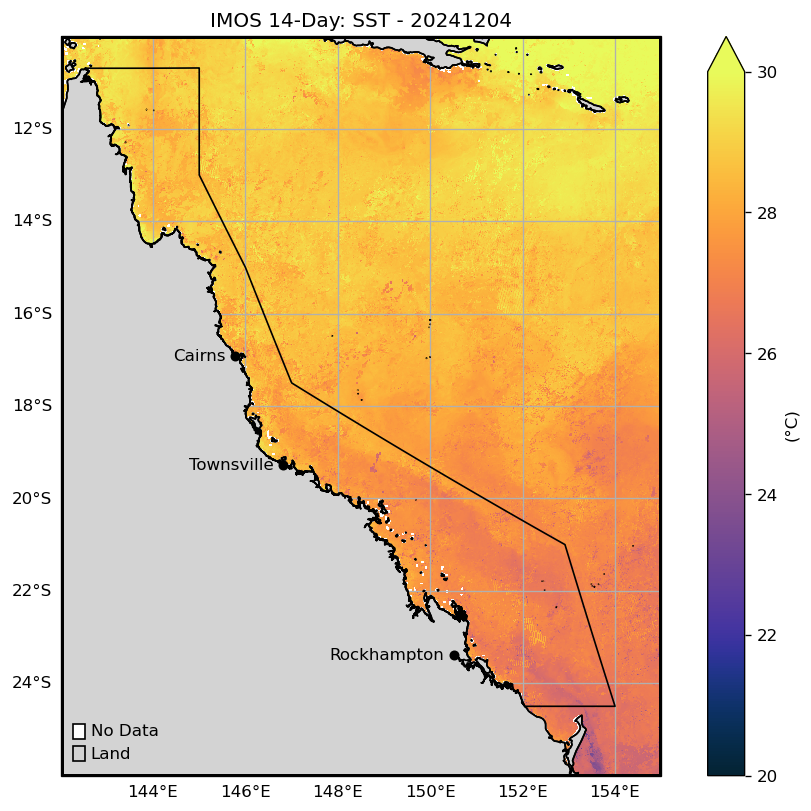 IMOS 14-Day: SST - 20241204
12°S
14°S
16°S
18°S
20°S
22°S
24°S
Cairns
Townsville
Rockhampton
No Data
Land
144°E 146°E 148°E 150°E 152°E 154°E
30
28
26
24
22
20
(°C)